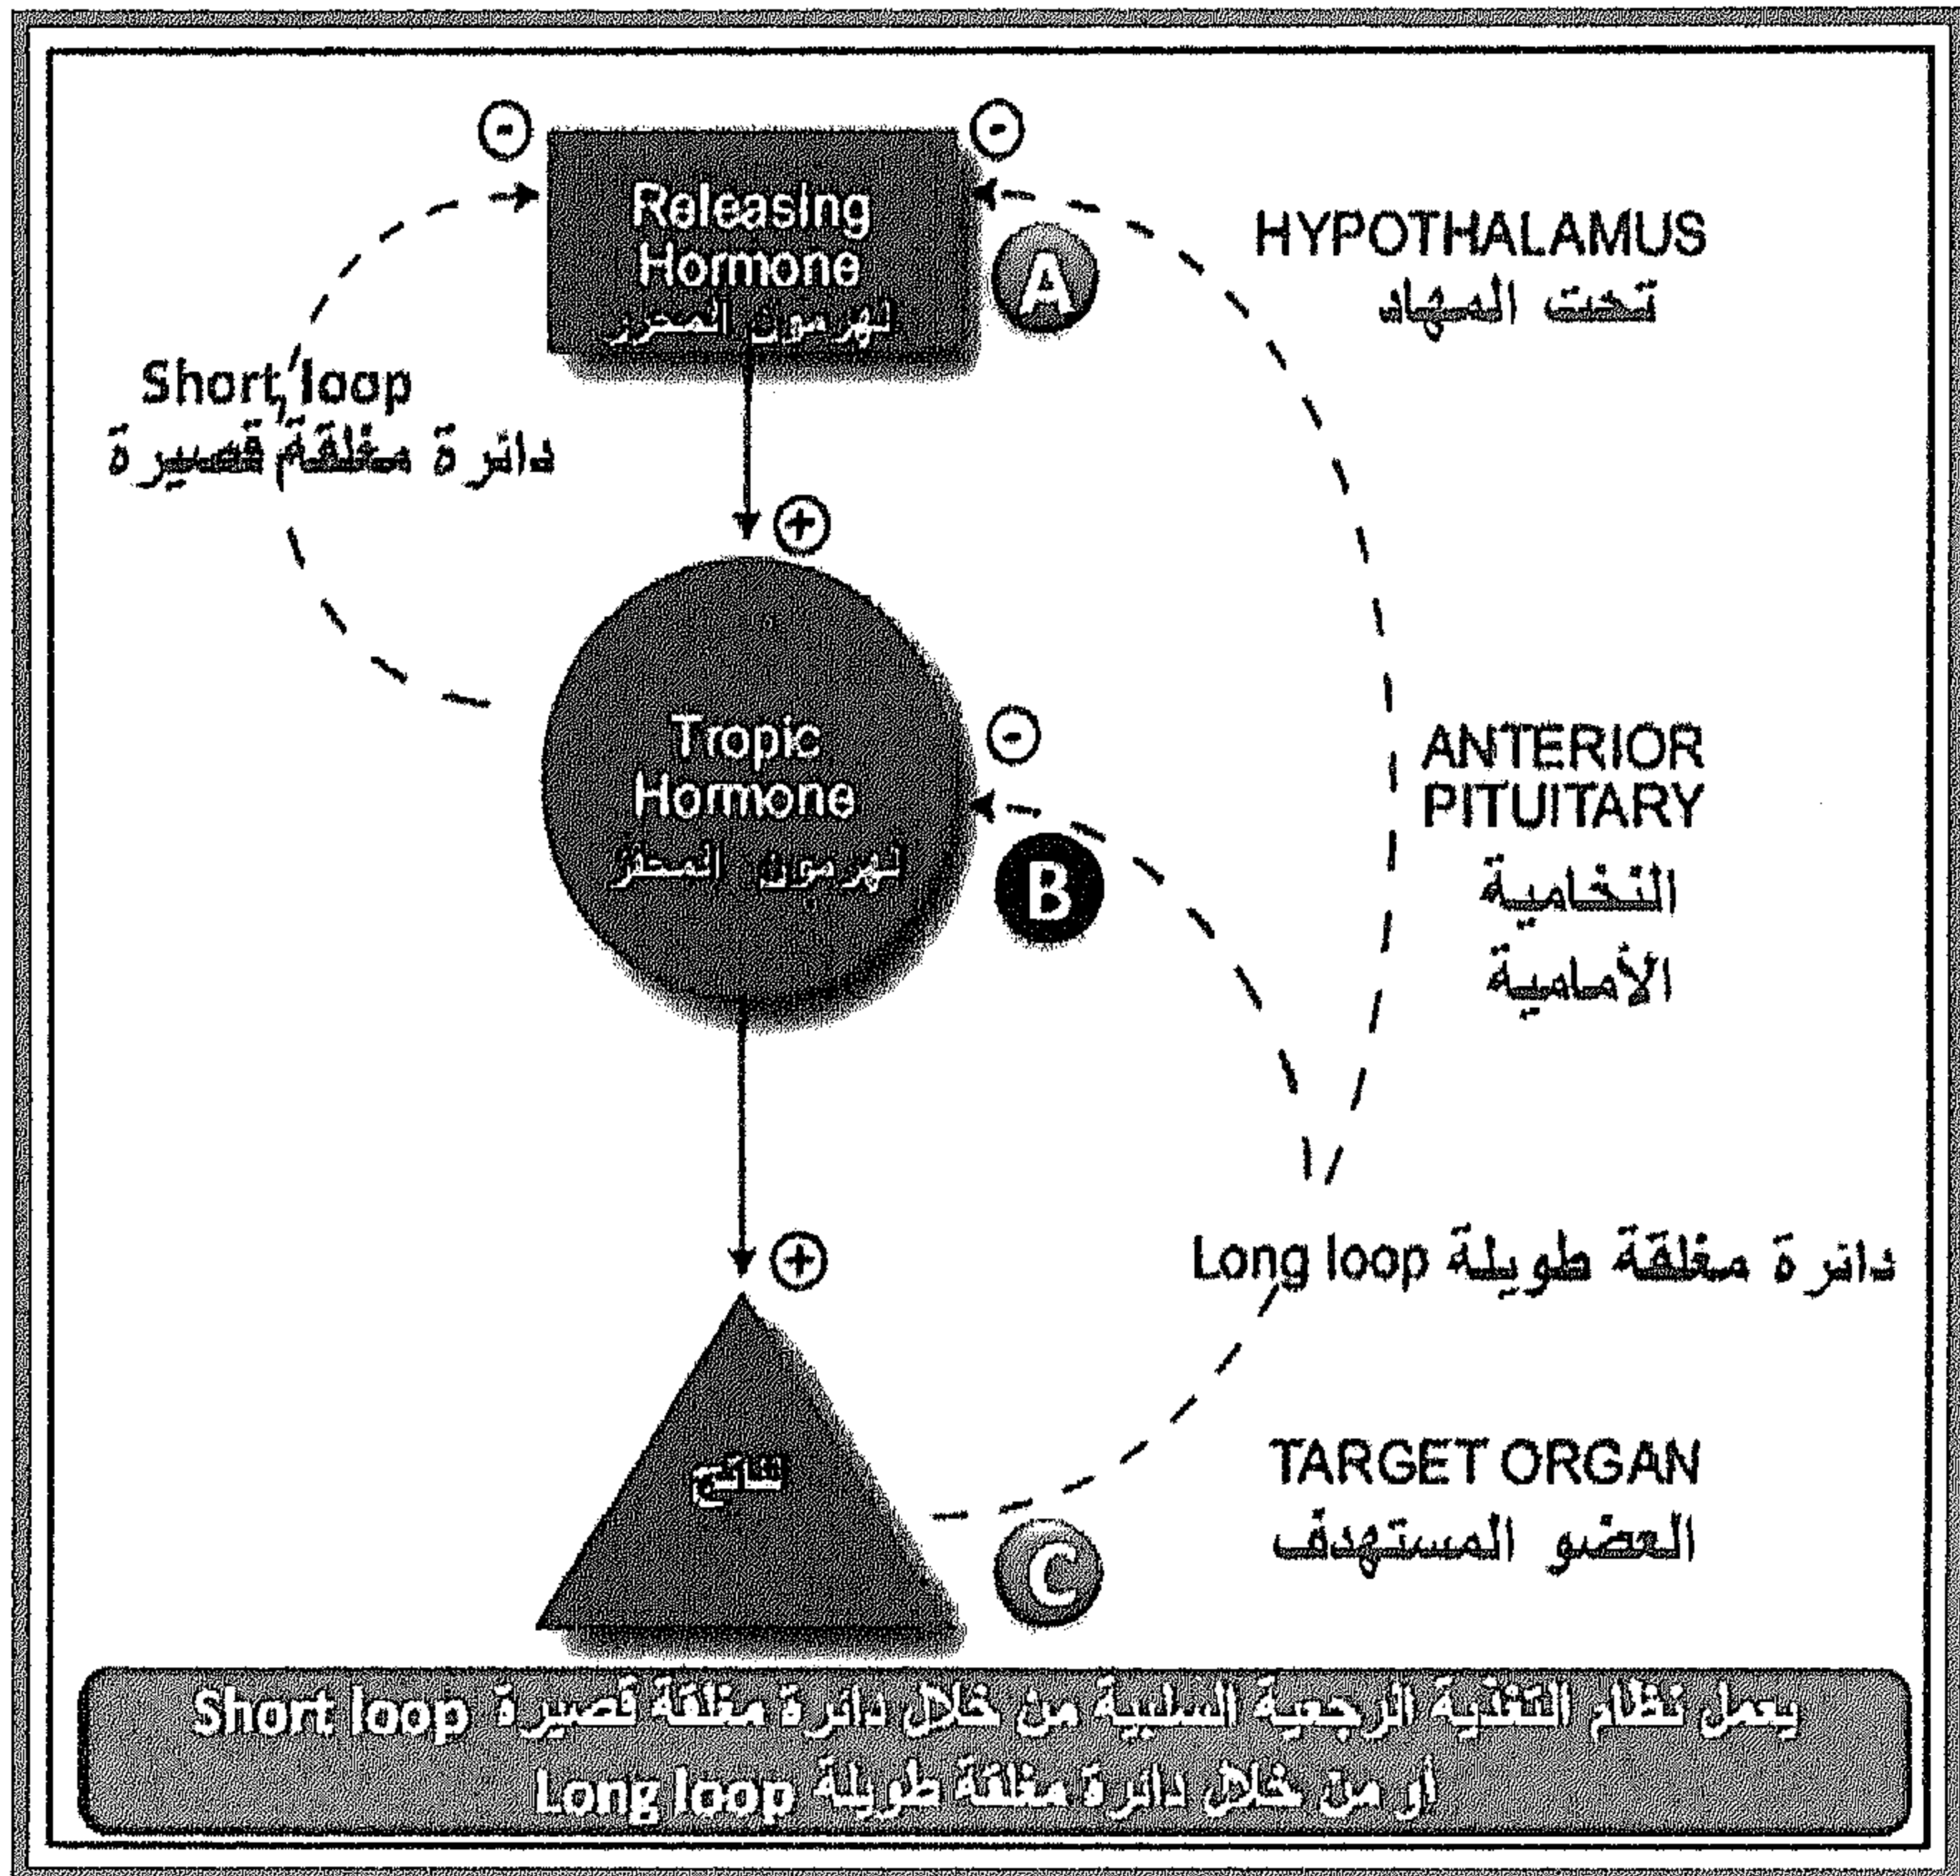 Releasing
Hormone
لهرمون المحرر
A
HYPOTHALAMUS
تحت المهاد
Short loop
دائرة مغلقة قصيرة
Tropic
Hormone
لهرمون المحفز
B
ANTERIOR
PITUITARY
النخامية
الأمامية
دائرة مغلقة طويلة Long loop
TARGET ORGAN
العضو المستهدف
C
يعمل نظام التغذية الرجعية السلبية من خلال دائرة مغلقة قصيرة Short loop
أو من خلال دائرة مغلقة طويلة Long loop